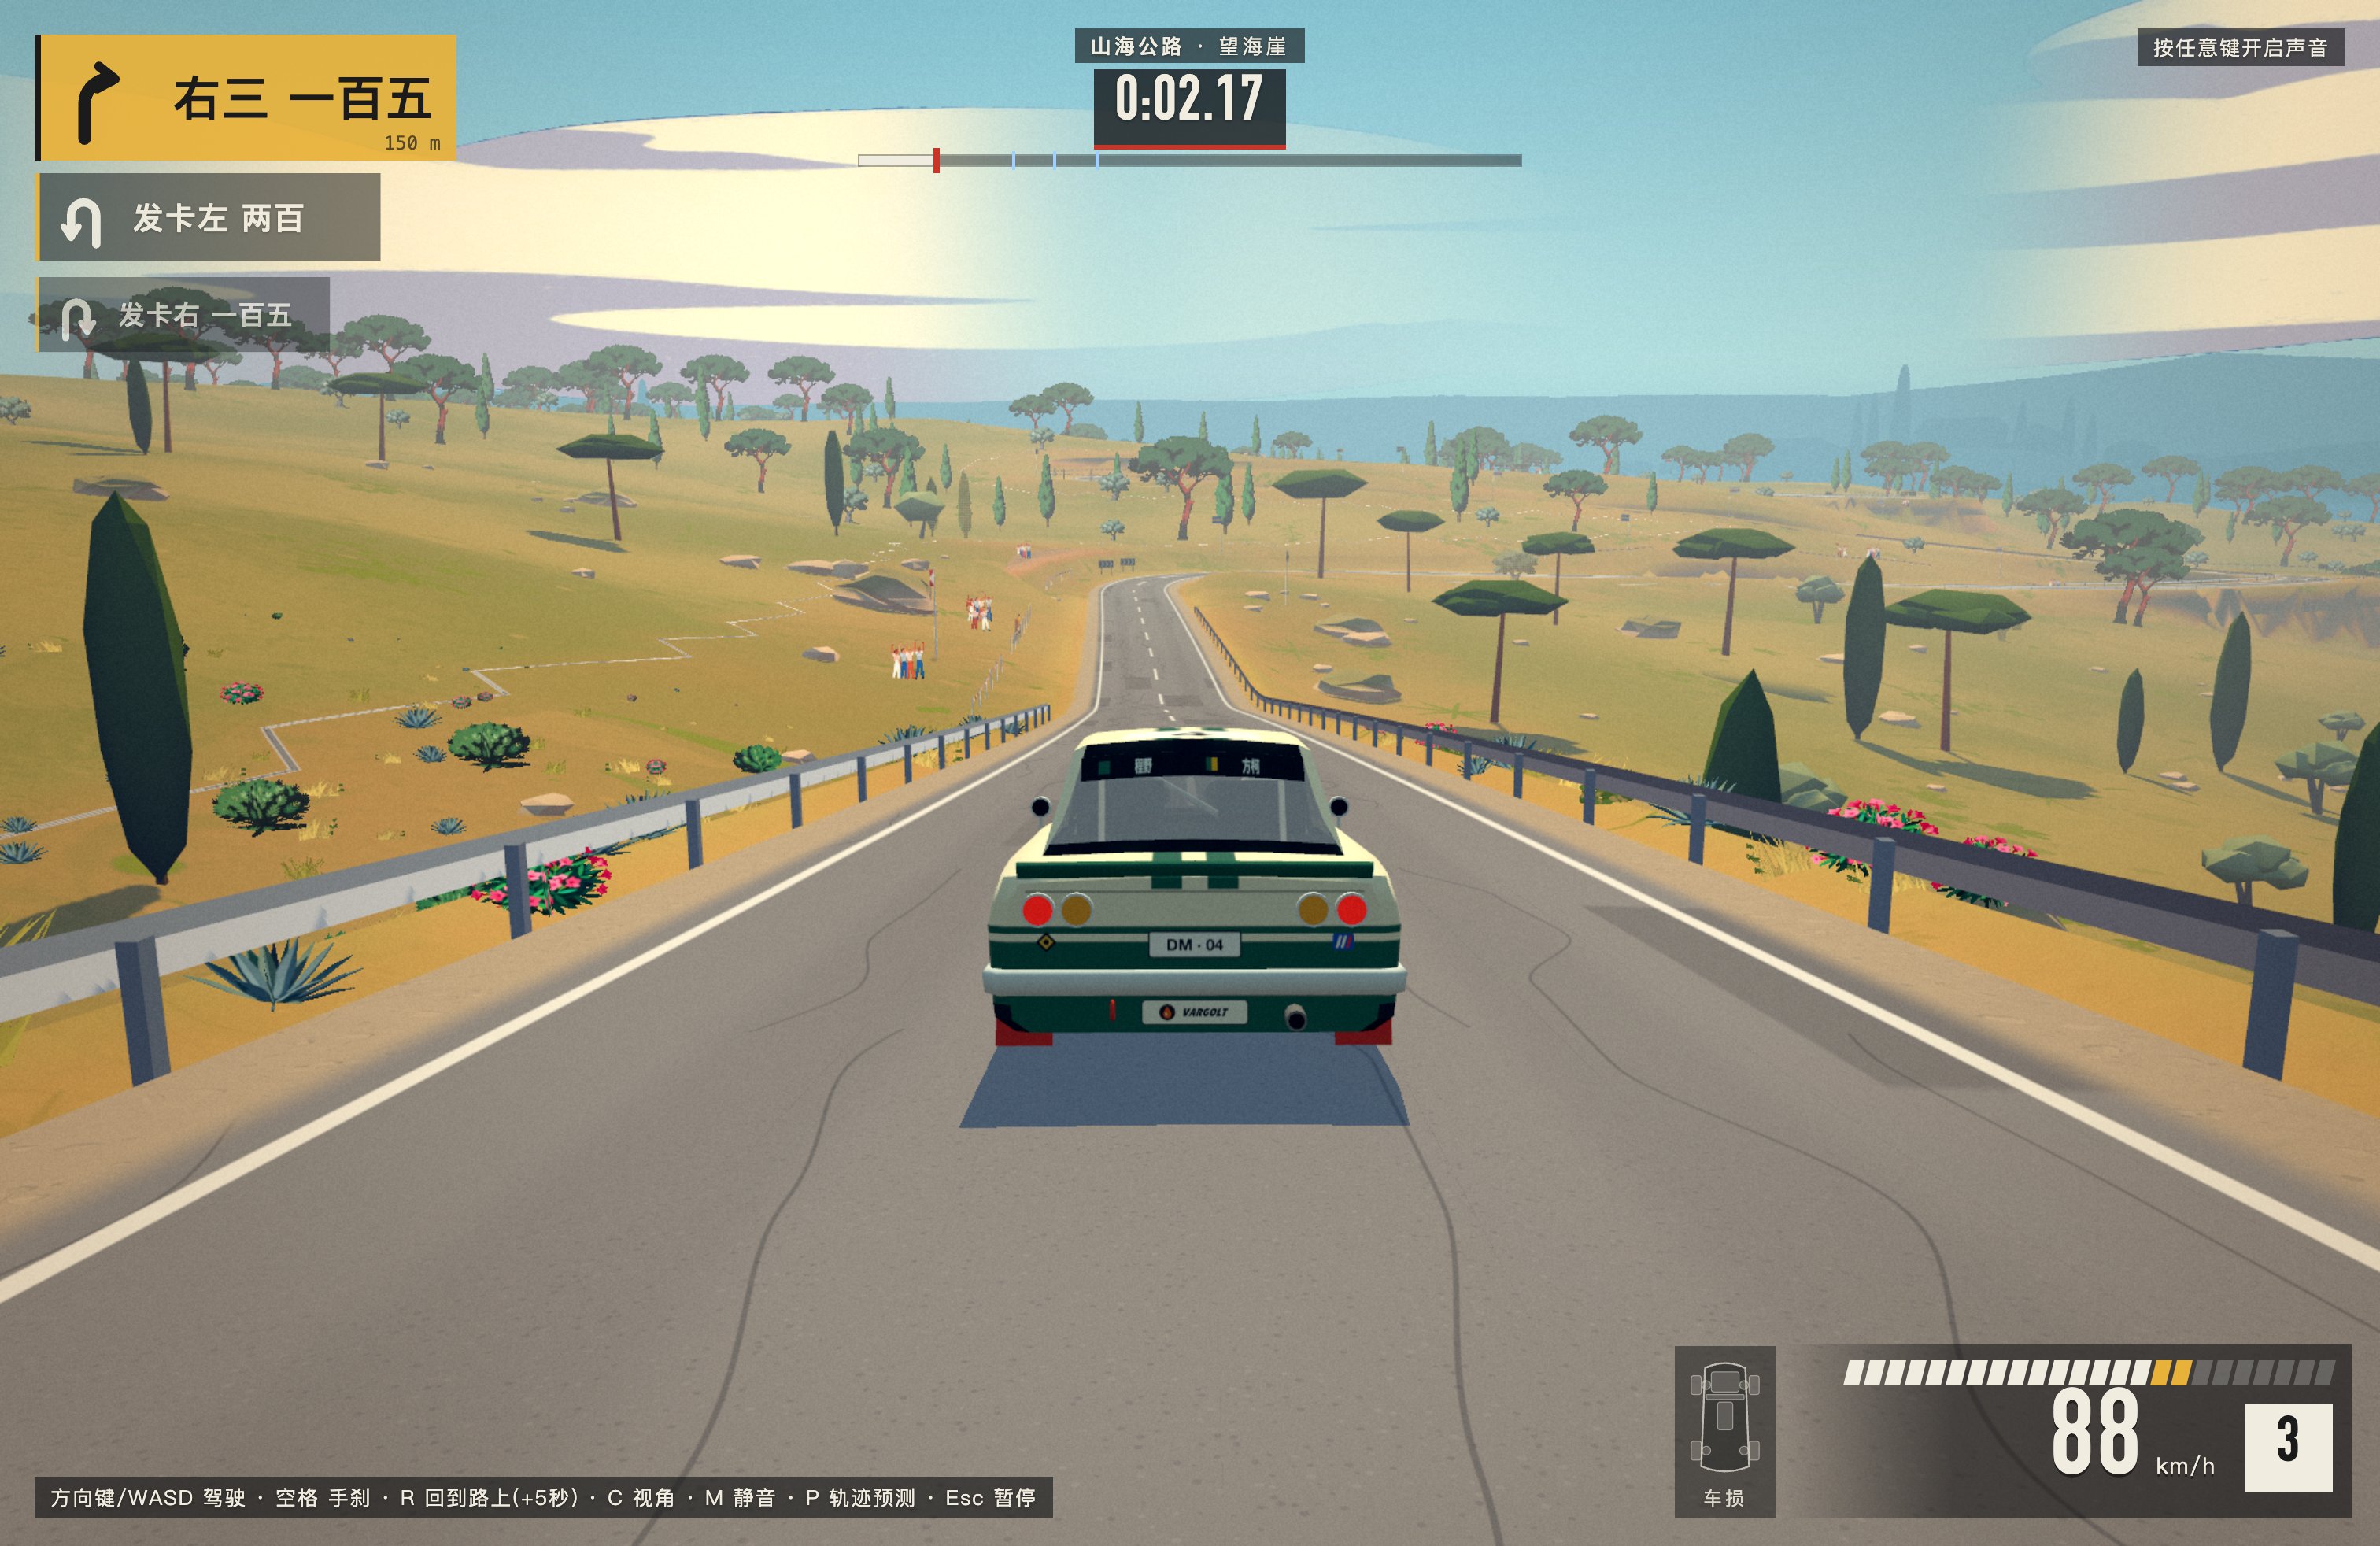 右三 一百五
150 m
发卡左 两百
发卡右 一百五
山海公路 · 望海崖
0:02.17
按任意键开启声音
DM · 04
VARGOLT
车损
88 km/h
3
方向键/WASD 驾驶 · 空格 手刹 · R 回到路上(+5秒) · C 视角 · M 静音 · P 轨迹预测 · Esc 暂停